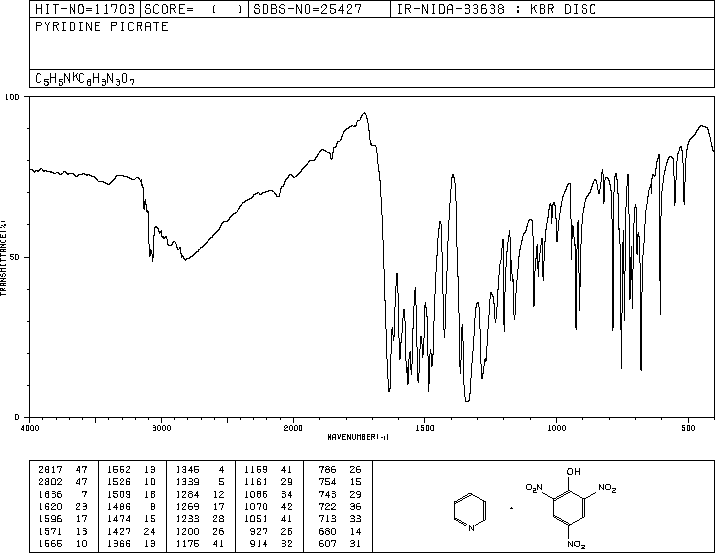 HIT-NO=11703 SCORE= ( ) SDBS-NO=25427 IR-NIDA-33638 : KBR DISC
PYRIDINE PICRATE
C5H5N*C6H3N3O7
100
50
0
TRANSMITTANCE(%)
4000 3000 2000 1500 1000 500
WAVENUMBER(-1)
2817 47 1552 19 1346 4 1169 41 786 26
2802 47 1526 10 1339 5 1161 29 754 15
1636 7 1509 18 1284 12 1086 34 743 29
1620 23 1486 8 1269 17 1070 42 722 36
1596 17 1474 15 1233 28 1051 41 713 33
1571 13 1427 24 1200 26 927 26 680 14
1565 10 1366 13 1175 41 914 32 607 31
OH
O2N NO2
N
NO2